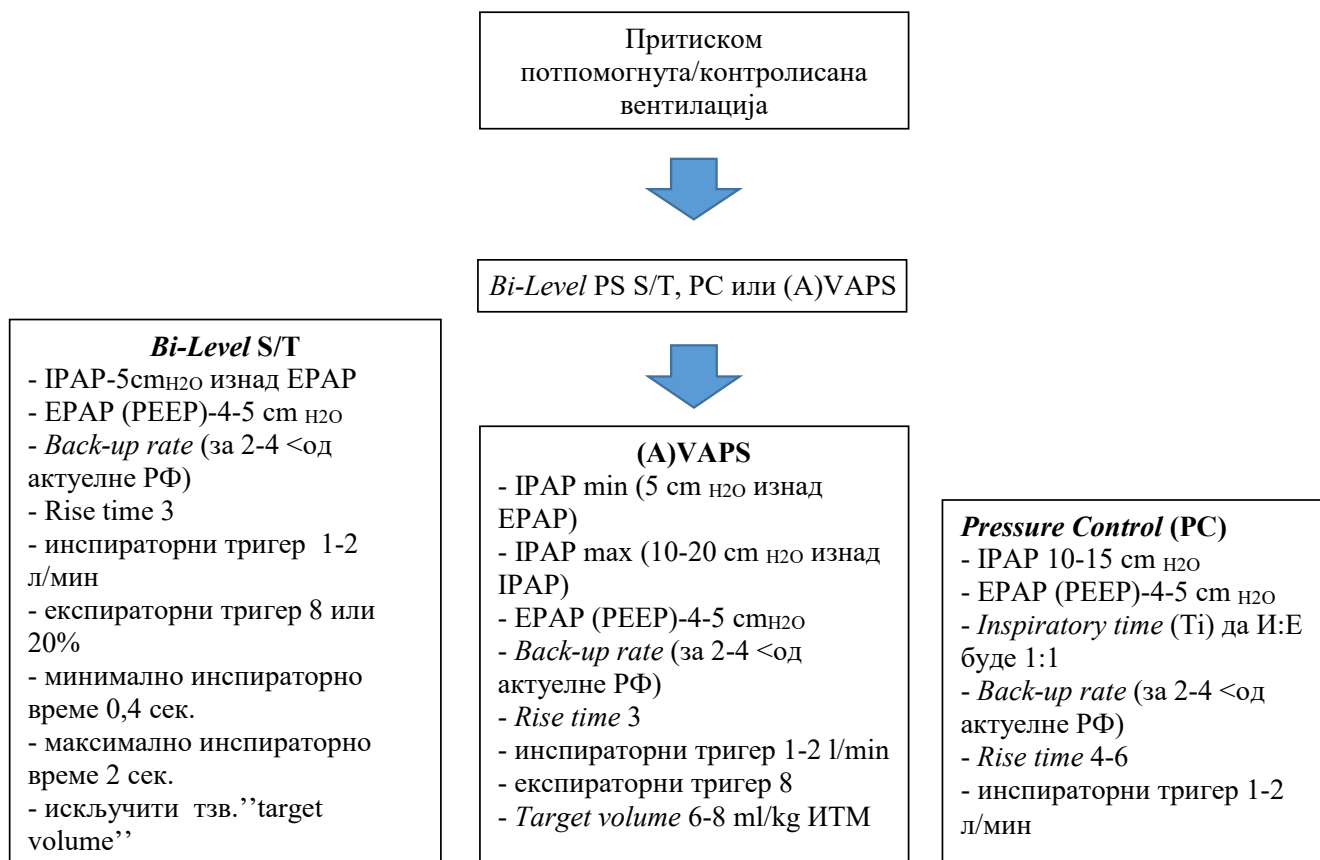 Притиском
потпомогнута/контролисана
вентилација
Bi-Level PS S/T, PC или (A)VAPS
Bi-Level S/T
- IPAP-5cmH2O изнад EPAP
- EPAP (PEEP)-4-5 cm H2O
- Back-up rate (за 2-4 <од
актуелне РФ)
- Rise time 3
- инспираторни тригер 1-2
л/мин
- експираторни тригер 8 или
20%
- минимално инспираторно
време 0,4 сек.
- максимално инспираторно
време 2 сек.
- искључити тзв.’’target
volume’’
(A)VAPS
- IPAP min (5 cm H2O изнад
EPAP)
- IPAP max (10-20 cm H2O изнад
IPAP)
- EPAP (PEEP)-4-5 cmH2O
- Back-up rate (за 2-4 <од
актуелне РФ)
- Rise time 3
- инспираторни тригер 1-2 l/min
- експираторни тригер 8
- Target volume 6-8 ml/kg ИТМ
Pressure Control (PC)
- IPAP 10-15 cm H2O
- EPAP (PEEP)-4-5 cm H2O
- Inspiratory time (Ti) да И:Е
буде 1:1
- Back-up rate (за 2-4 <од
актуелне РФ)
- Rise time 4-6
- инспираторни тригер 1-2
л/мин